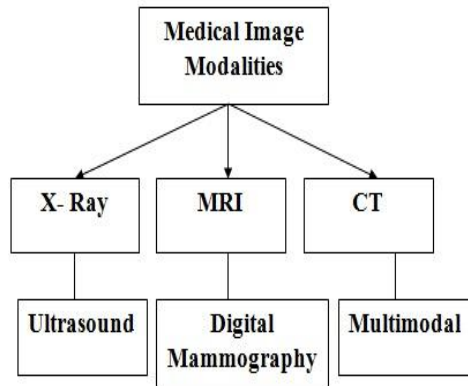 Medical Image
Modalities
X- Ray
MRI
CT
Ultrasound
Digital
Mammography
Multimodal